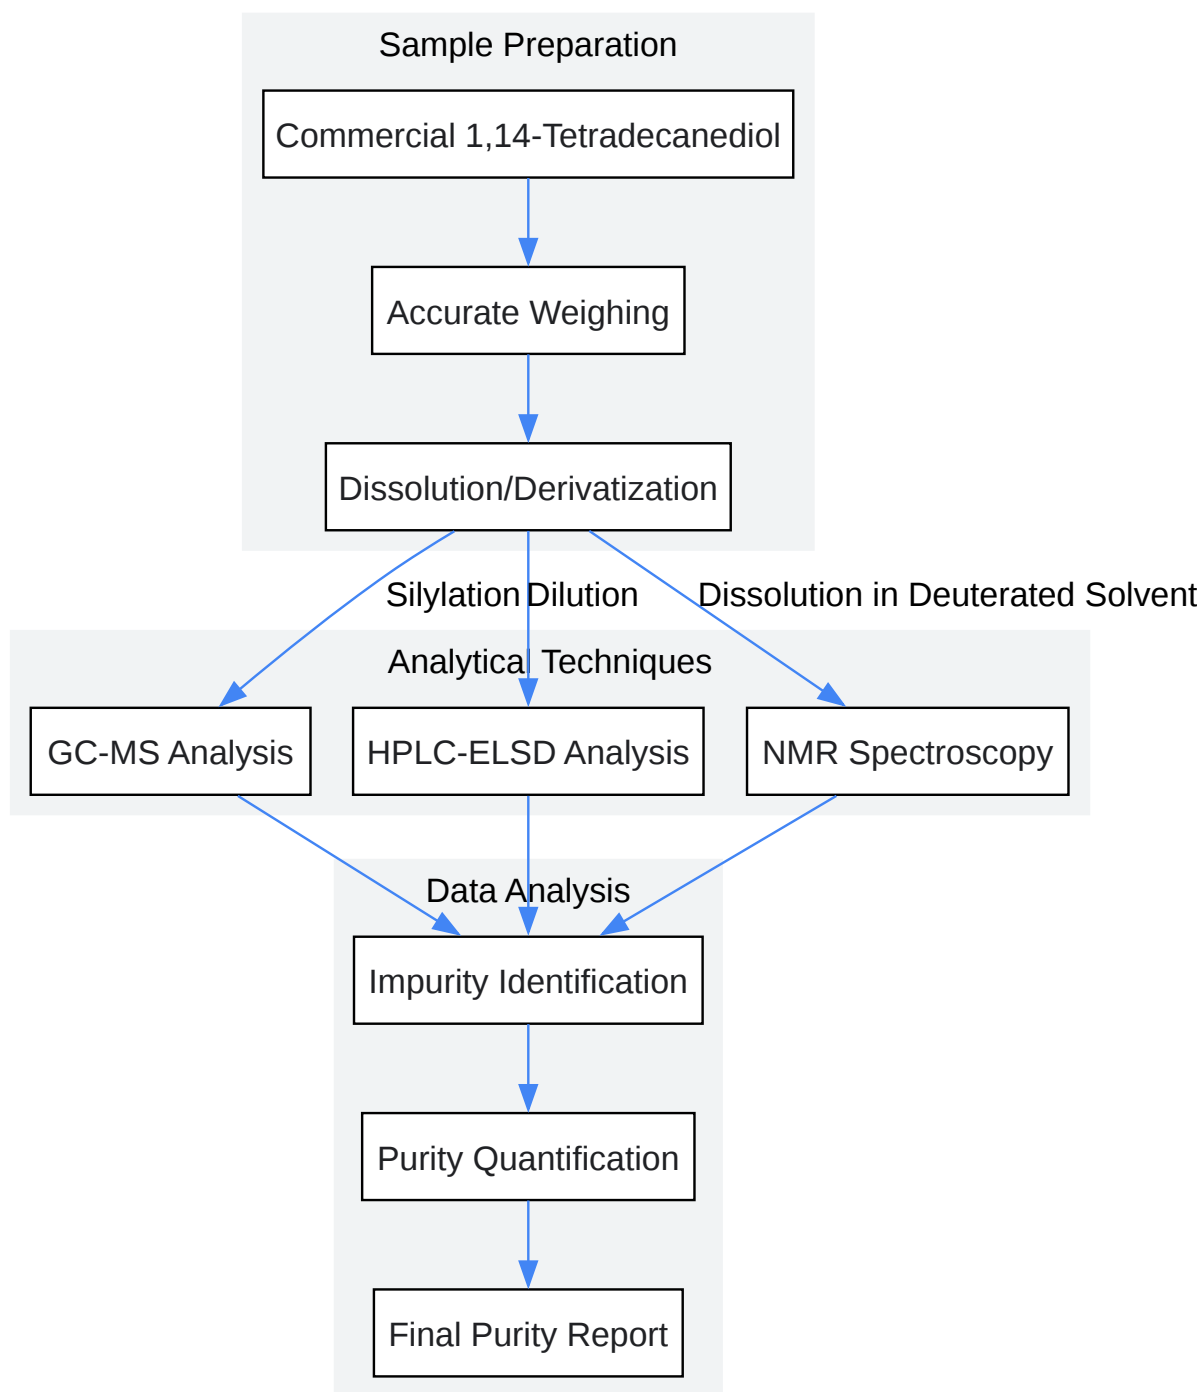 Sample Preparation
Commercial 1,14-Tetradecanediol
Accurate Weighing
Dissolution/Derivatization
Silylation
Dilution
Dissolution in Deuterated Solvent
Analytical Techniques
GC-MS Analysis
HPLC-ELSD Analysis
NMR Spectroscopy
Data Analysis
Impurity Identification
Purity Quantification
Final Purity Report